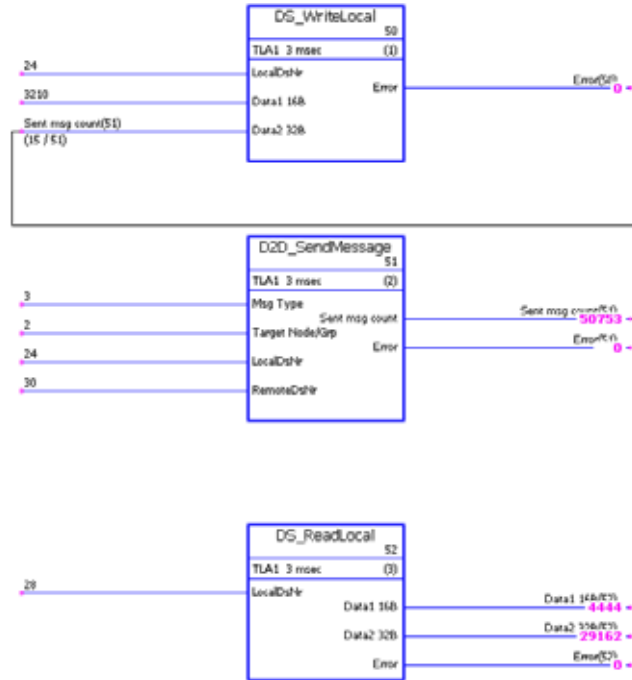 DS_WriteLocal
50
TLA1 3 msec (1)
24
LocalDsNr
Error(50)
Error
0
3210
Data1 16B
Sent msg count(51)
Data2 32B
(15 / 51)
D2D_SendMessage
51
TLA1 3 msec (2)
3
Msg Type
Sent msg count
Sent msg count(51)
50753
2
Target Node/Grp
Error
Error(51)
0
24
LocalDsNr
30
RemoteDsNr
DS_ReadLocal
52
TLA1 3 msec (3)
28
LocalDsNr
Data1 16B
Data1 16B(52)
4444
Data2 32B
Data2 32B(52)
29162
Error
Error(52)
0